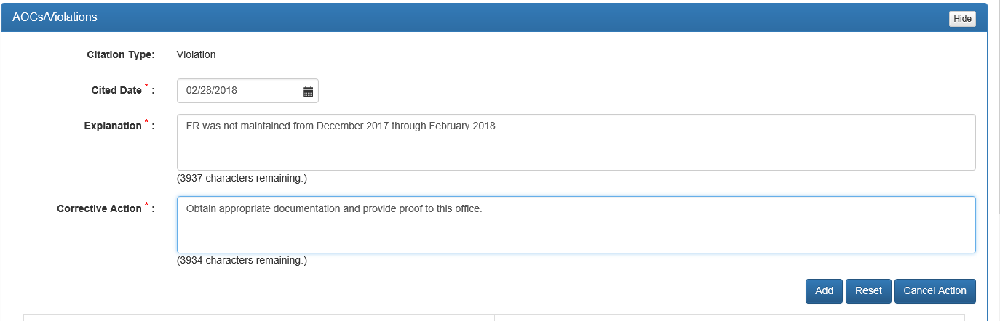 AOCs/Violations Hide
Citation Type: Violation
Cited Date * : 02/28/2018
Explanation * : FR was not maintained from December 2017 through February 2018.
(3937 characters remaining.)
Corrective Action * : Obtain appropriate documentation and provide proof to this office.
(3934 characters remaining.)
Add Reset Cancel Action